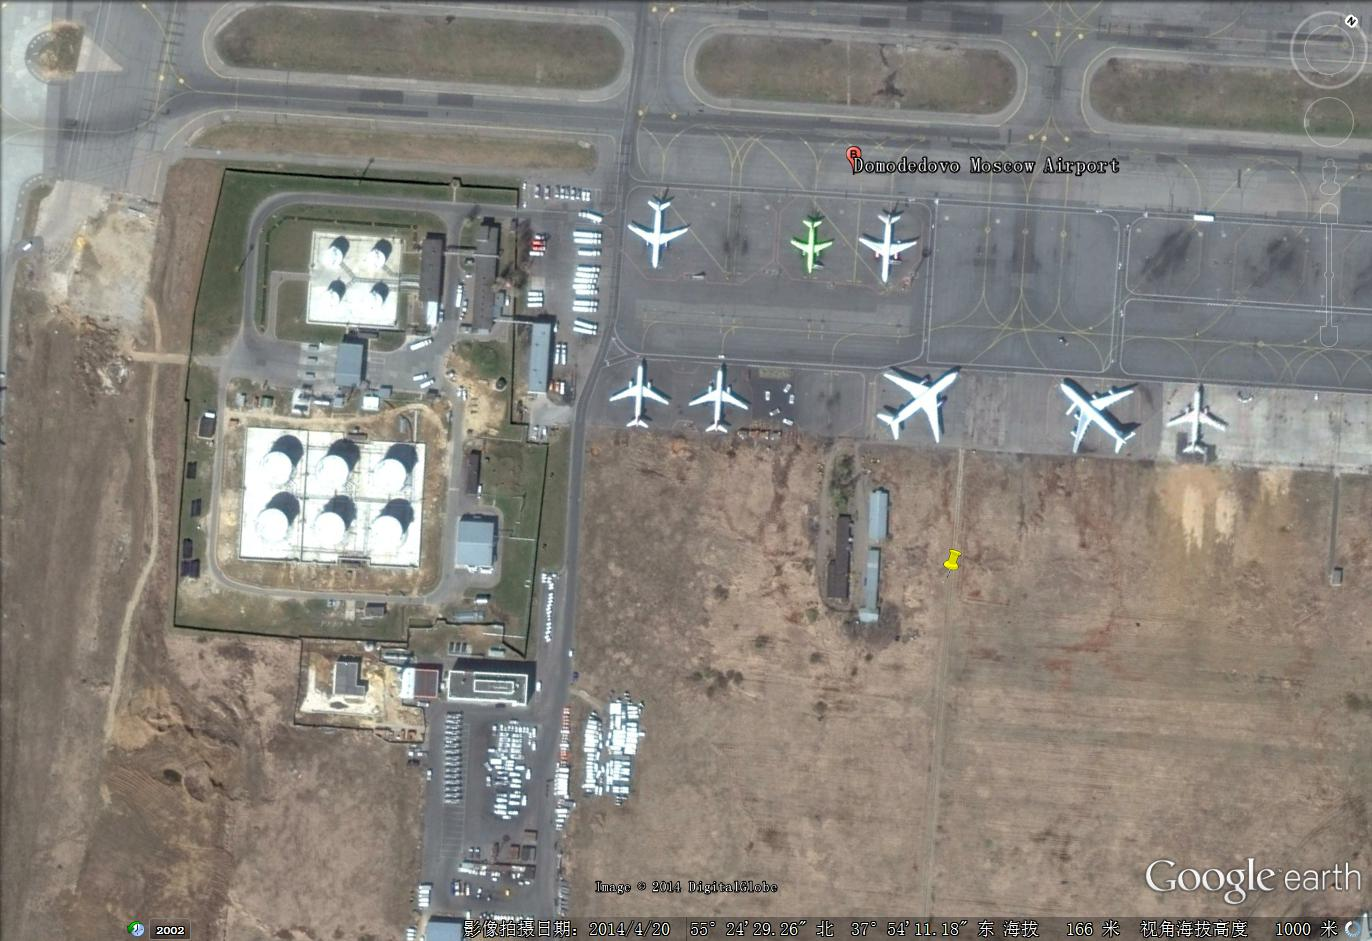 N
B
Domodedovo Moscow Airport
Google earth
Image © 2014 DigitalGlobe
2002
影像拍摄日期: 2014/4/20 55° 24'29.26" 北 37° 54'11.18" 东 海拔 166 米 视角海拔高度 1000 米